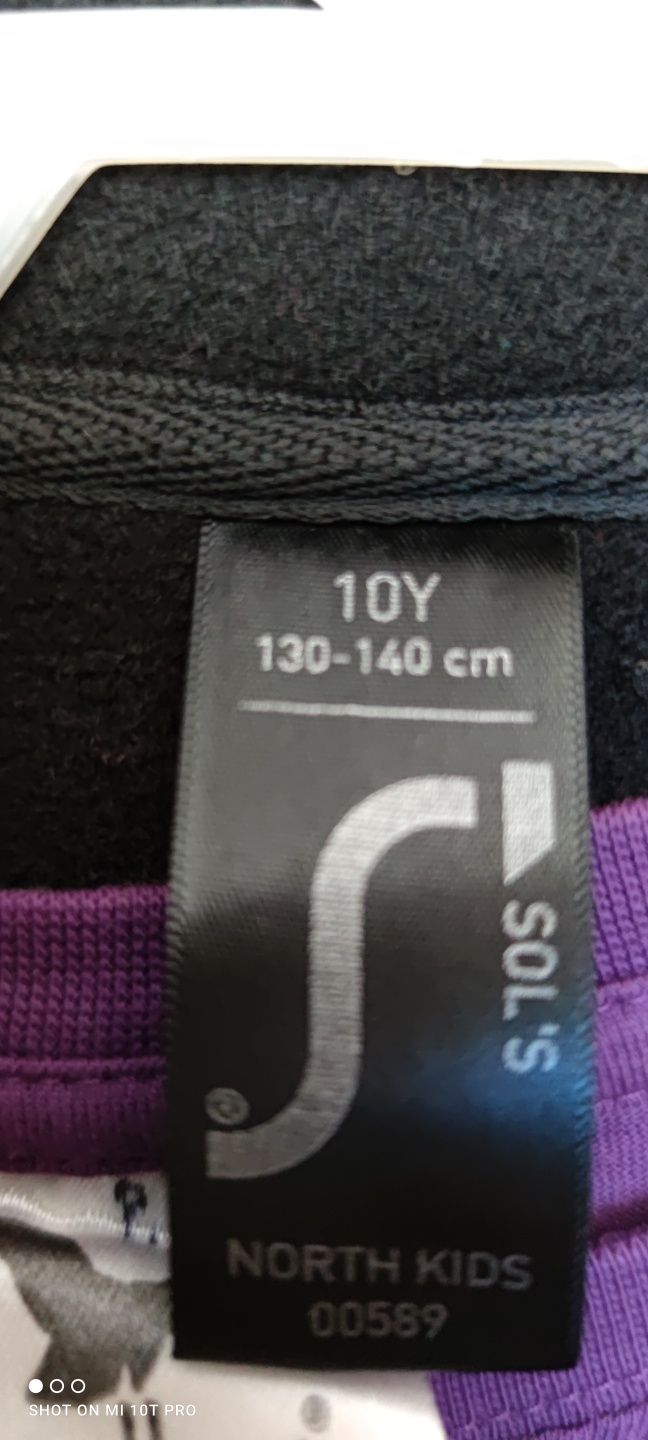 10Y
130-140 cm
SOL'S
®
NORTH KIDS
00589
SHOT ON MI 10T PRO